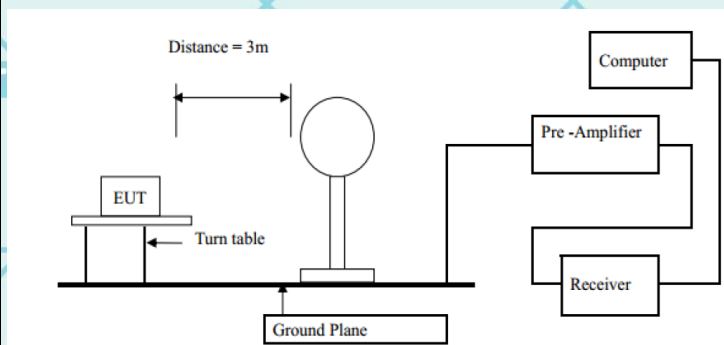 Distance = 3m
Computer
Pre -Amplifier
EUT
Turn table
Receiver
Ground Plane